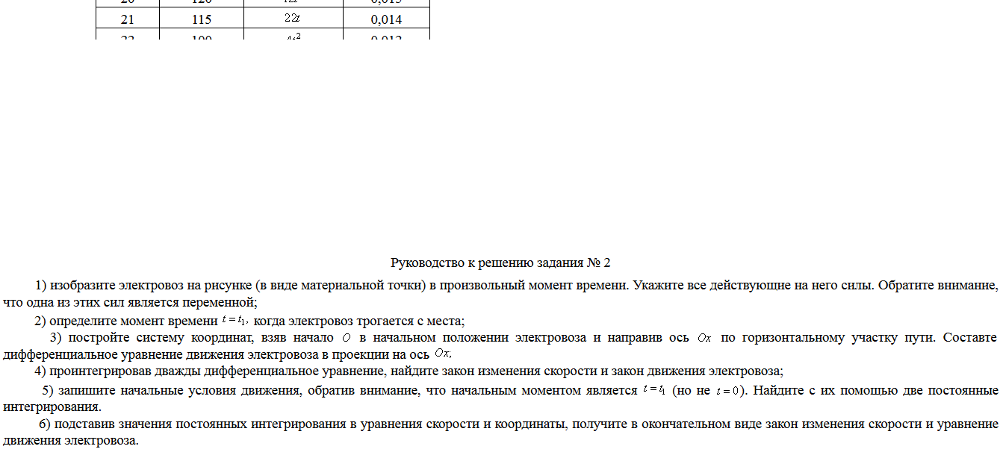 20 120 12t 0,015
21 115 22t 0,014
22 100 4t² 0,013
Руководство к решению задания № 2
1) изобразите электровоз на рисунке (в виде материальной точки) в произвольный момент времени. Укажите все действующие на него силы. Обратите внимание,
что одна из этих сил является переменной;
2) определите момент времени t = t₁, когда электровоз трогается с места;
3) постройте систему координат, взяв начало O в начальном положении электровоза и направив ось Ox по горизонтальному участку пути. Составте
дифференциальное уравнение движения электровоза в проекции на ось Ox;
4) проинтегрировав дважды дифференциальное уравнение, найдите закон изменения скорости и закон движения электровоза;
5) запишите начальные условия движения, обратив внимание, что начальным моментом является t = t₁ (но не t = 0). Найдите с их помощью две постоянные
интегрирования.
6) подставив значения постоянных интегрирования в уравнения скорости и координаты, получите в окончательном виде закон изменения скорости и уравнение
движения электровоза.